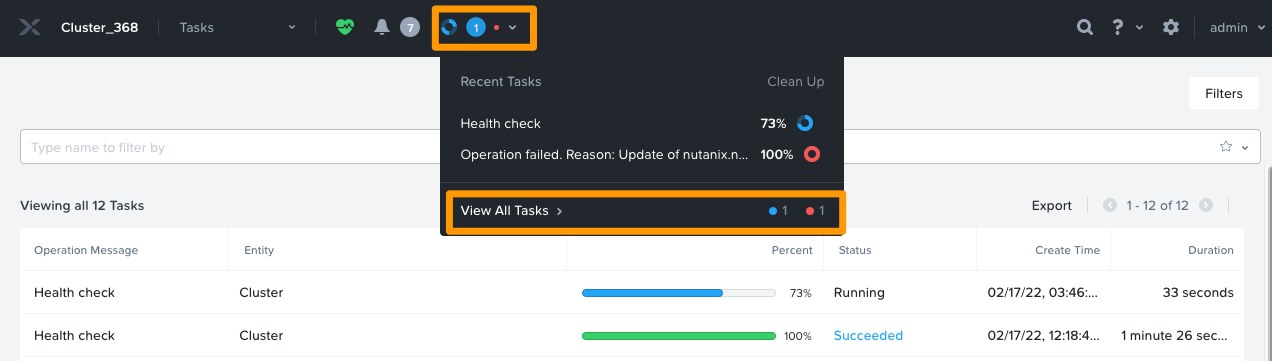 Cluster_368 Tasks 7 1 ? admin
Recent Tasks Clean Up
Filters
Health check 73%
Type name to filter by
Operation failed. Reason: Update of nutanix.n... 100%
Viewing all 12 Tasks
View All Tasks > 1 1
Export 1 - 12 of 12
Operation Message Entity Percent Status Create Time Duration
Health check Cluster 73% Running 02/17/22, 03:46:... 33 seconds
Health check Cluster 100% Succeeded 02/17/22, 12:18:4... 1 minute 26 sec...